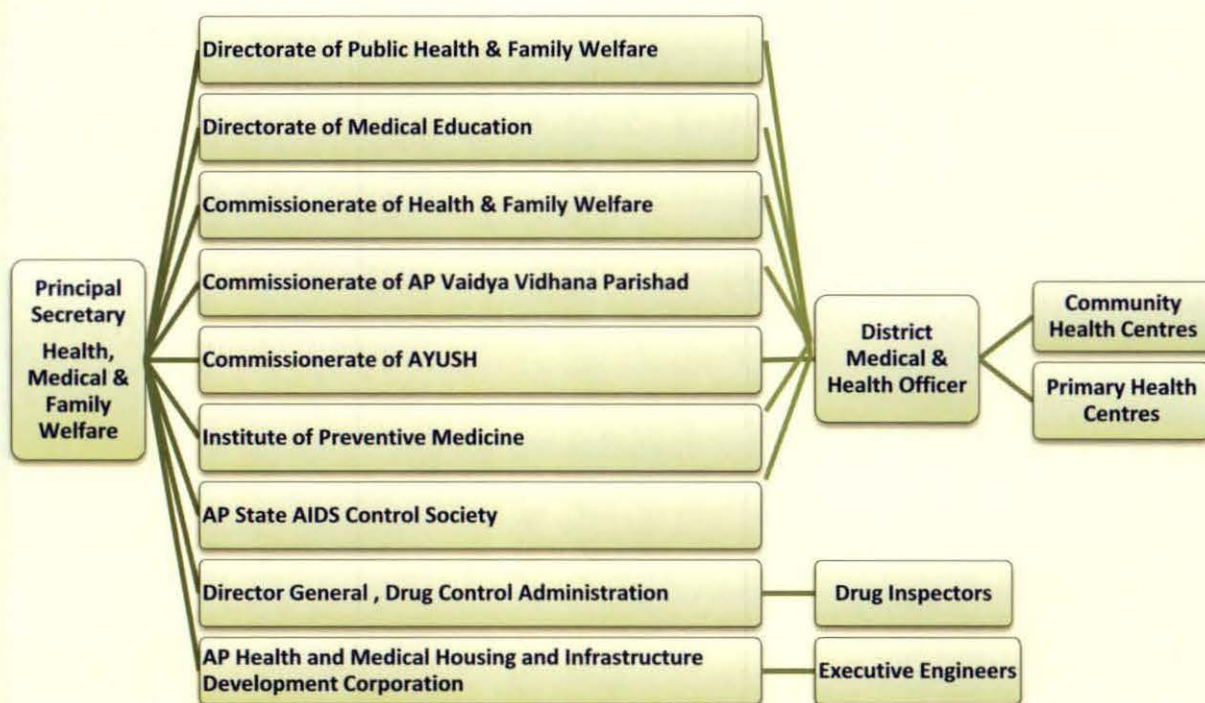 Principal
Secretary
Health,
Medical &
Family
Welfare
Directorate of Public Health & Family Welfare
Directorate of Medical Education
Commissionerate of Health & Family Welfare
Commissionerate of AP Vaidya Vidhana Parishad
Commissionerate of AYUSH
Institute of Preventive Medicine
AP State AIDS Control Society
Director General , Drug Control Administration
AP Health and Medical Housing and Infrastructure
Development Corporation
District
Medical &
Health Officer
Drug Inspectors
Executive Engineers
Community
Health Centres
Primary Health
Centres